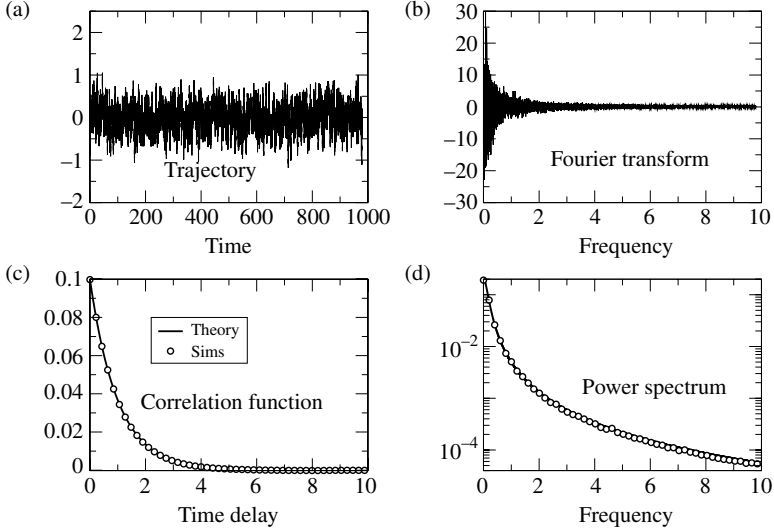 (a)
2
1
0
−1
−2
0 200 400 600 800 1000
Trajectory
Time
(b)
30
20
10
0
−10
−20
−30
0 2 4 6 8 10
Fourier transform
Frequency
(c)
0.1
0.08
0.06
0.04
0.02
0
0 2 4 6 8 10
Theory
Sims
Correlation function
Time delay
(d)
10−2
10−4
0 2 4 6 8 10
Power spectrum
Frequency